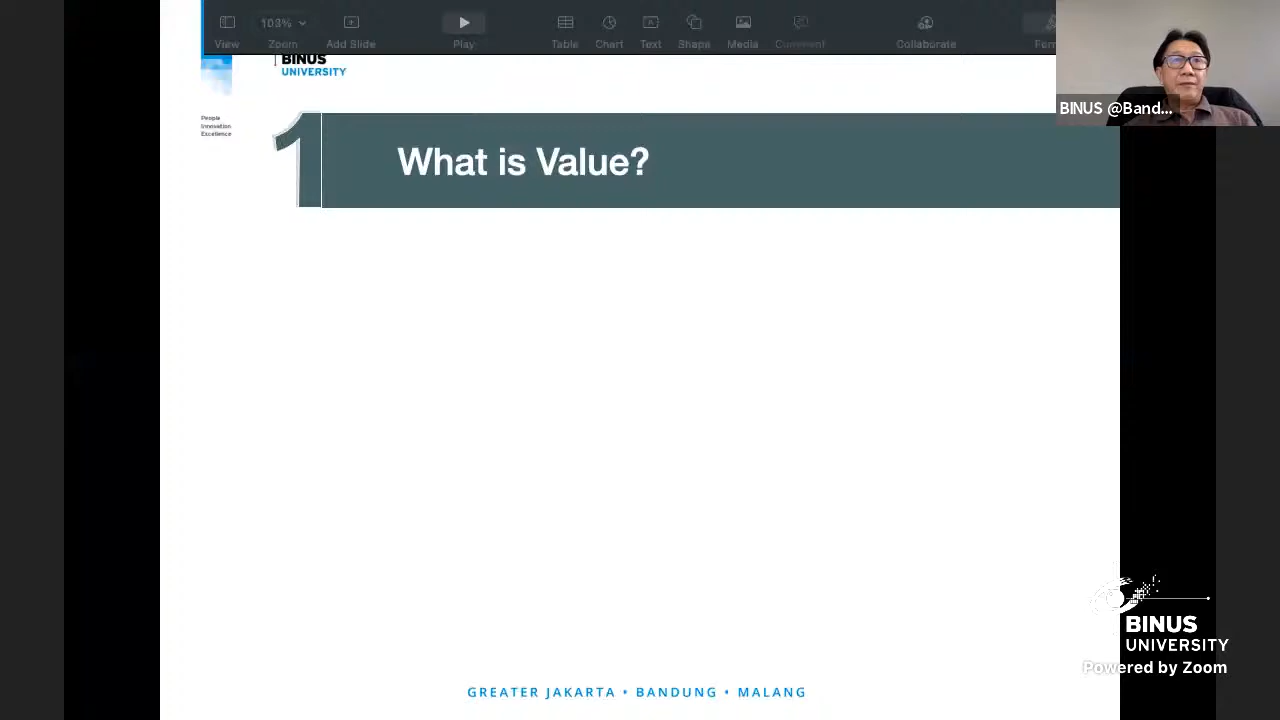 103%
View
Zoom
Add Slide
Play
Table
Chart
Text
Shape
Media
Comment
Collaborate
BINUS
UNIVERSITY
BINUS @Band...
People
Innovation
Excellence
1
What is Value?
BINUS
UNIVERSITY
Powered by Zoom
GREATER JAKARTA • BANDUNG • MALANG